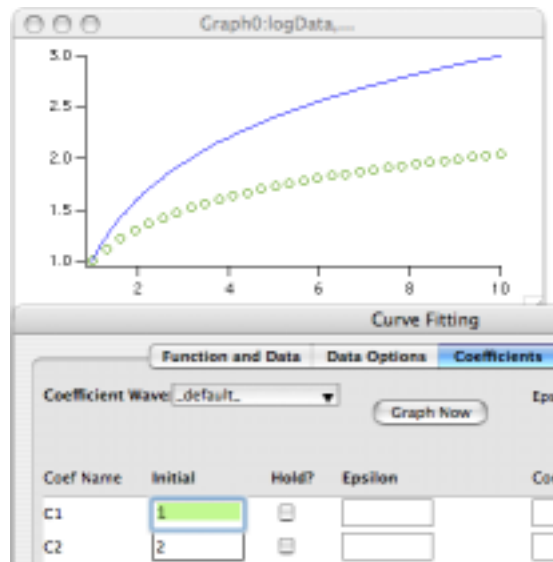 Graph0:logData,....
3.0
2.5
2.0
1.5
1.0
2 4 6 8 10
Curve Fitting
Function and Data Data Options Coefficients
Coefficient Wave _default_ Graph Now Eps
Coef Name Initial Hold? Epsilon Co
C1 1
C2 2